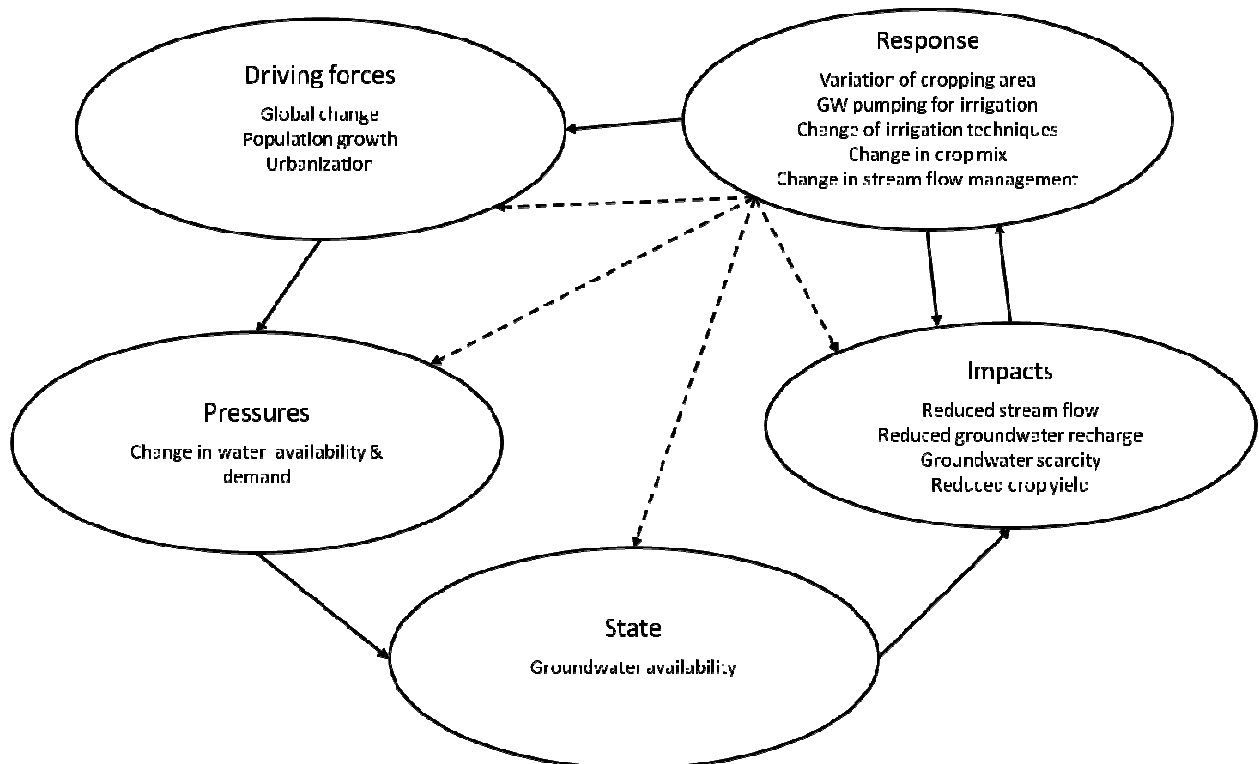 Driving forces
Global change
Population growth
Urbanization
Response
Variation of cropping area
GW pumping for irrigation
Change of irrigation techniques
Change in crop mix
Change in stream flow management
Pressures
Change in water availability &
demand
Impacts
Reduced stream flow
Reduced groundwater recharge
Groundwater scarcity
Reduced crop yield
State
Groundwater availability